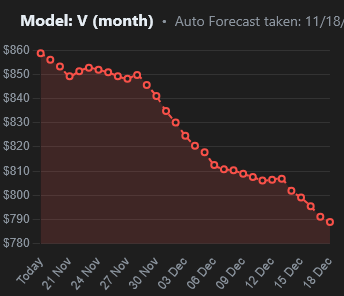 Model: V (month) • Auto Forecast taken: 11/18/
$860
$850
$840
$830
$820
$810
$800
$790
$780
Today
21 Nov
24 Nov
27 Nov
30 Nov
03 Dec
06 Dec
09 Dec
12 Dec
15 Dec
18 Dec